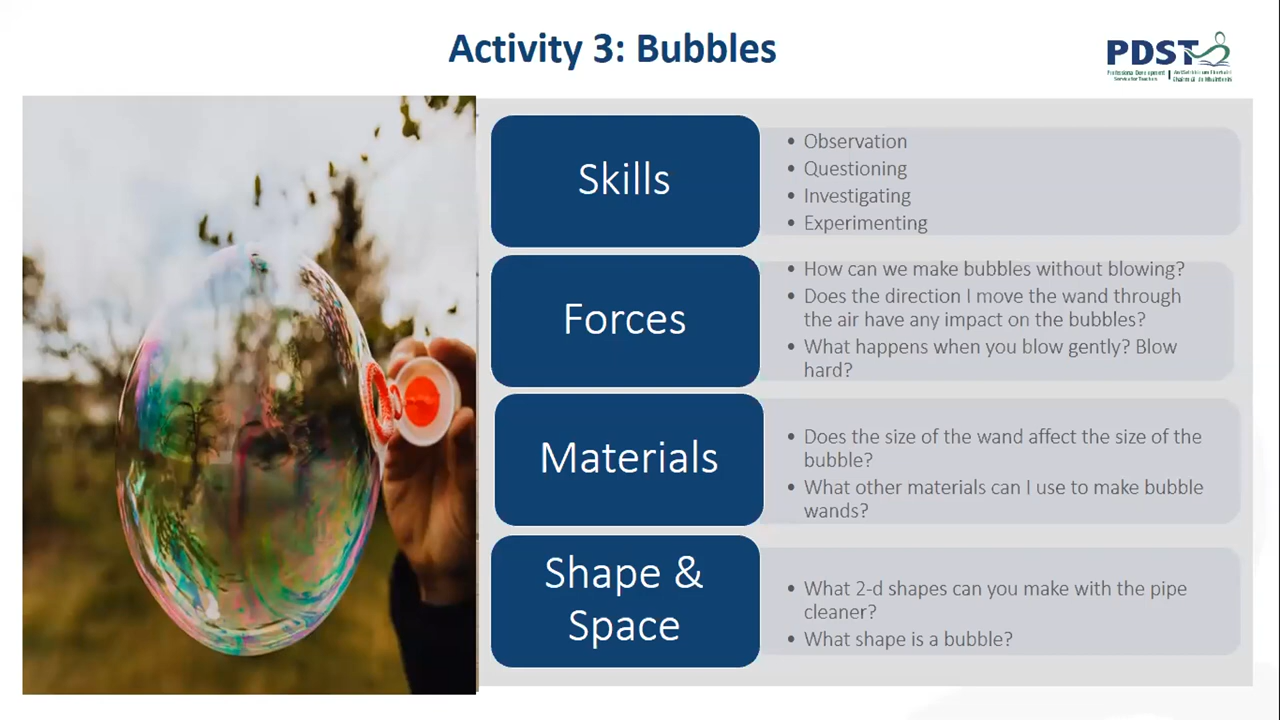 Activity 3: Bubbles
PDST
Skills
• Observation
• Questioning
• Investigating
• Experimenting
Forces
• How can we make bubbles without blowing?
• Does the direction I move the wand through
the air have any impact on the bubbles?
• What happens when you blow gently? Blow
hard?
Materials
• Does the size of the wand affect the size of the
bubble?
• What other materials can I use to make bubble
wands?
Shape &
Space
• What 2-d shapes can you make with the pipe
cleaner?
• What shape is a bubble?